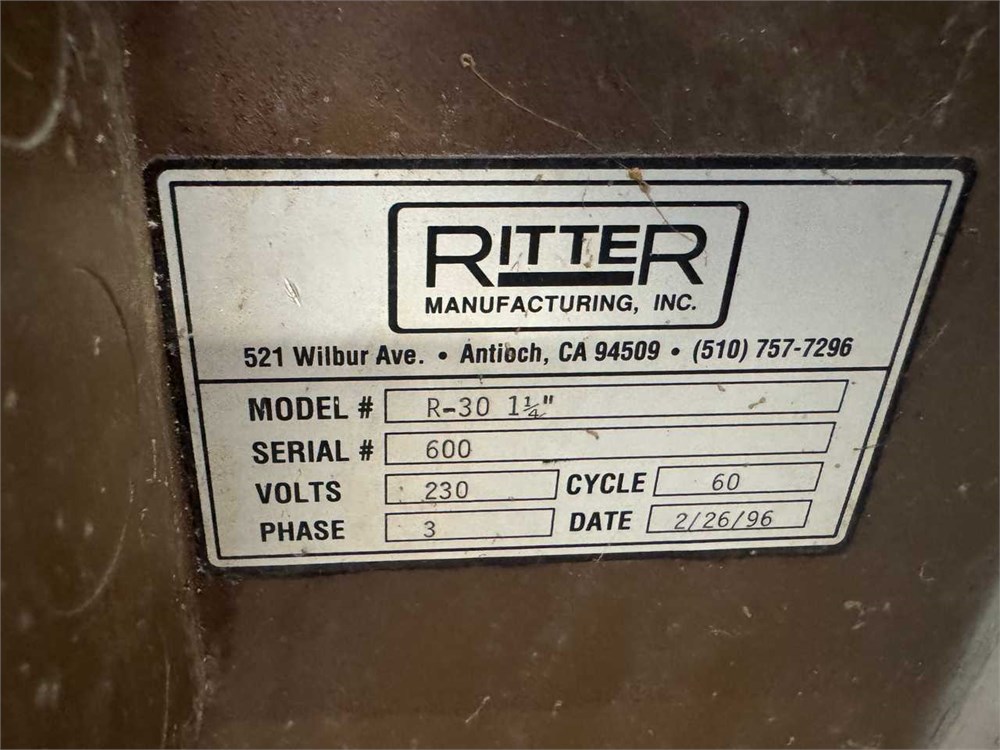 RITTER
MANUFACTURING, INC.
521 Wilbur Ave. • Antioch, CA 94509 • (510) 757-7296
MODEL # R-30 1¼"
SERIAL # 600
VOLTS 230 CYCLE 60
PHASE 3 DATE 2/26/96